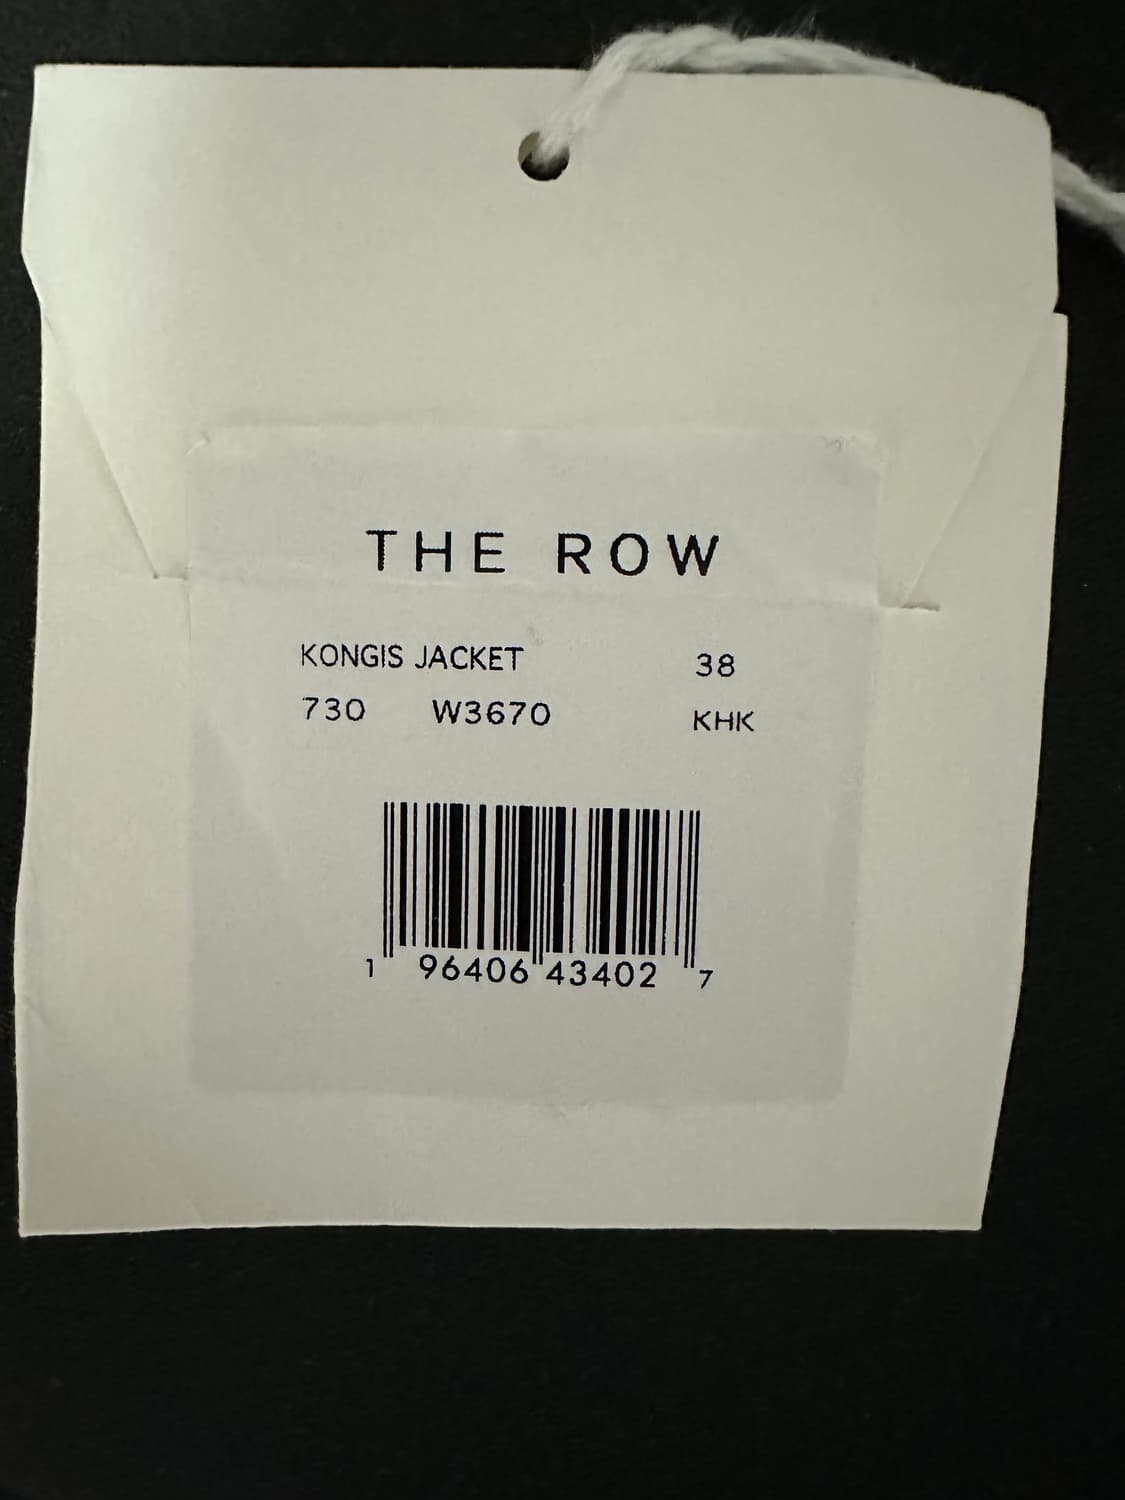 THE ROW
KONGIS JACKET 38
730 W3670 KHK
1 96406 43402 7